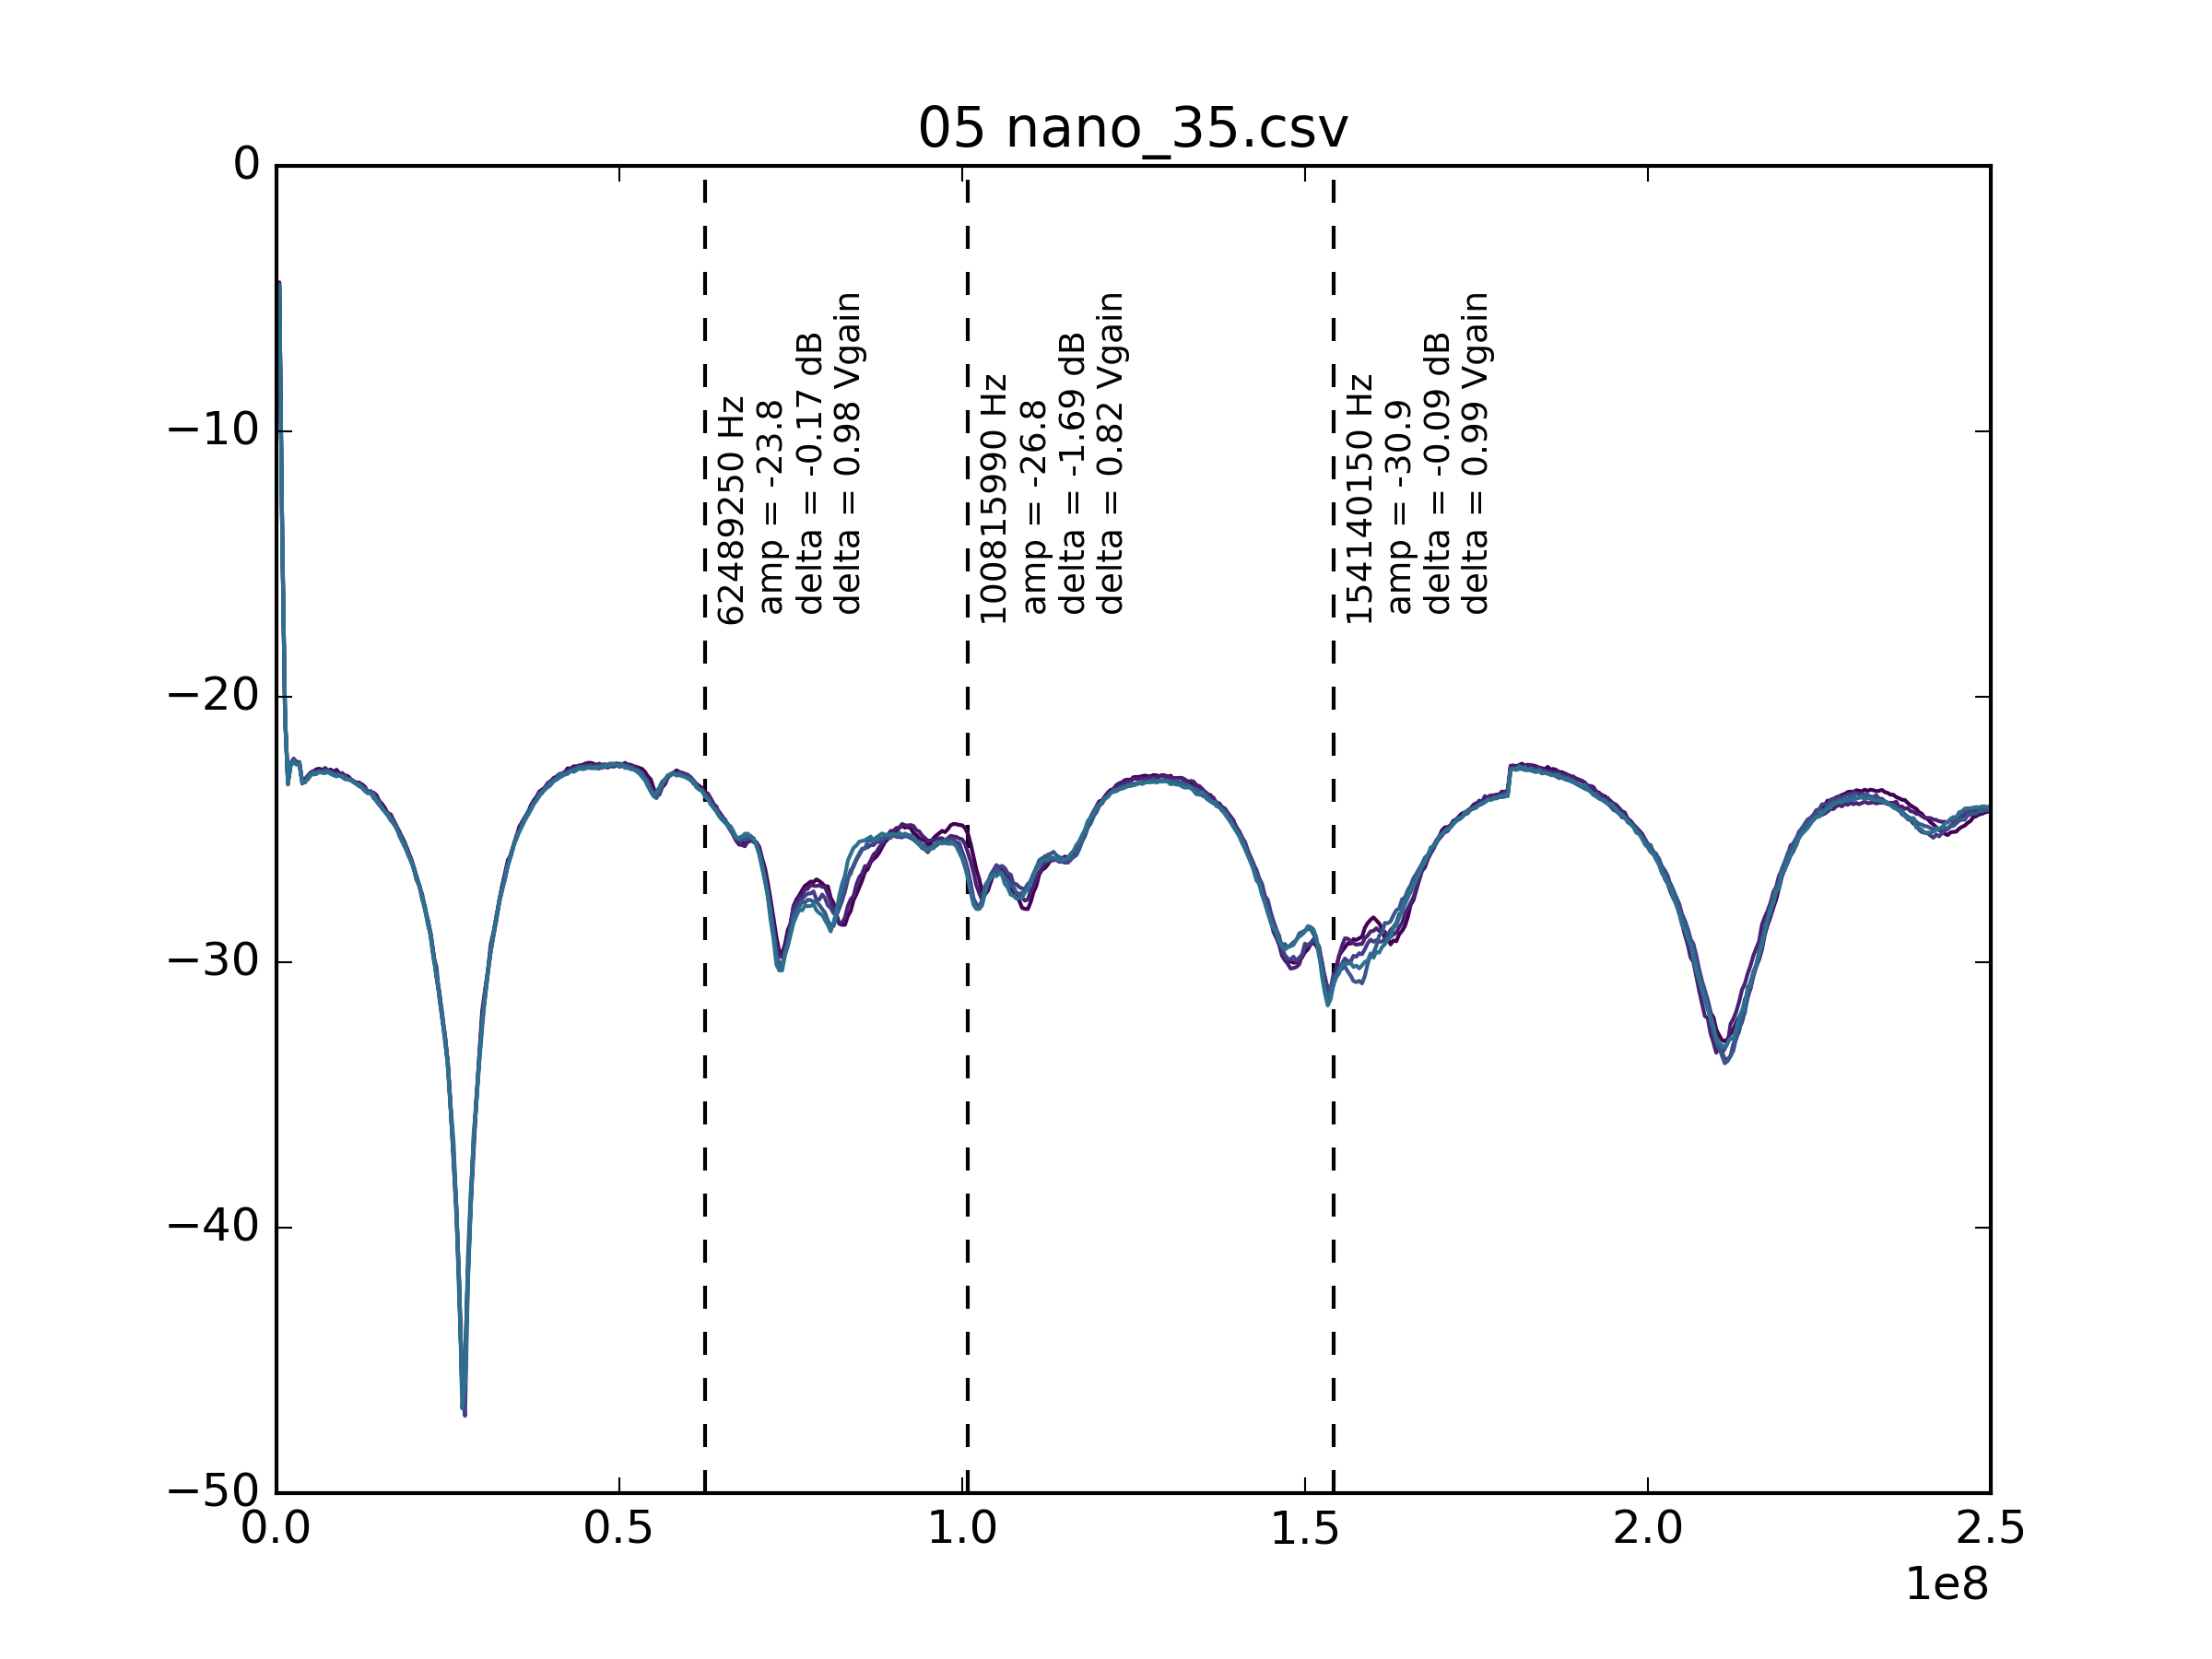 05 nano_35.csv
0
−10
−20
−30
−40
−50
62489250 Hz
amp = -23.8
delta = -0.17 dB
delta = 0.98 Vgain
100815990 Hz
amp = -26.8
delta = -1.69 dB
delta = 0.82 Vgain
154140150 Hz
amp = -30.9
delta = -0.09 dB
delta = 0.99 Vgain
0.0 0.5 1.0 1.5 2.0 2.5
1e8